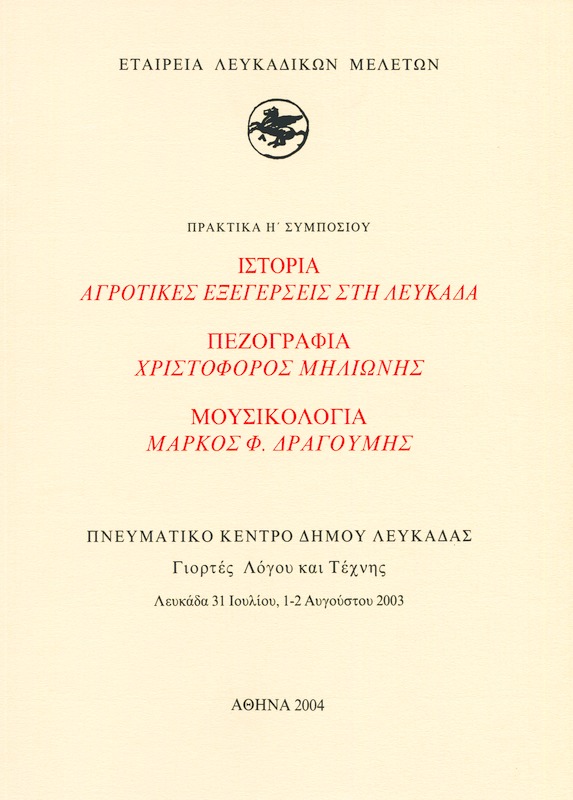 ΕΤΑΙΡΕΙΑ ΛΕΥΚΑΔΙΚΩΝ ΜΕΛΕΤΩΝ
ΠΡΑΚΤΙΚΑ Η΄ ΣΥΜΠΟΣΙΟΥ
ΙΣΤΟΡΙΑ
ΑΓΡΟΤΙΚΕΣ ΕΞΕΓΕΡΣΕΙΣ ΣΤΗ ΛΕΥΚΑΔΑ
ΠΕΖΟΓΡΑΦΙΑ
ΧΡΙΣΤΟΦΟΡΟΣ ΜΗΛΙΩΝΗΣ
ΜΟΥΣΙΚΟΛΟΓΙΑ
ΜΑΡΚΟΣ Φ. ΔΡΑΓΟΥΜΗΣ
ΠΝΕΥΜΑΤΙΚΟ ΚΕΝΤΡΟ ΔΗΜΟΥ ΛΕΥΚΑΔΑΣ
Γιορτές Λόγου και Τέχνης
Λευκάδα 31 Ιουλίου, 1-2 Αυγούστου 2003
ΑΘΗΝΑ 2004